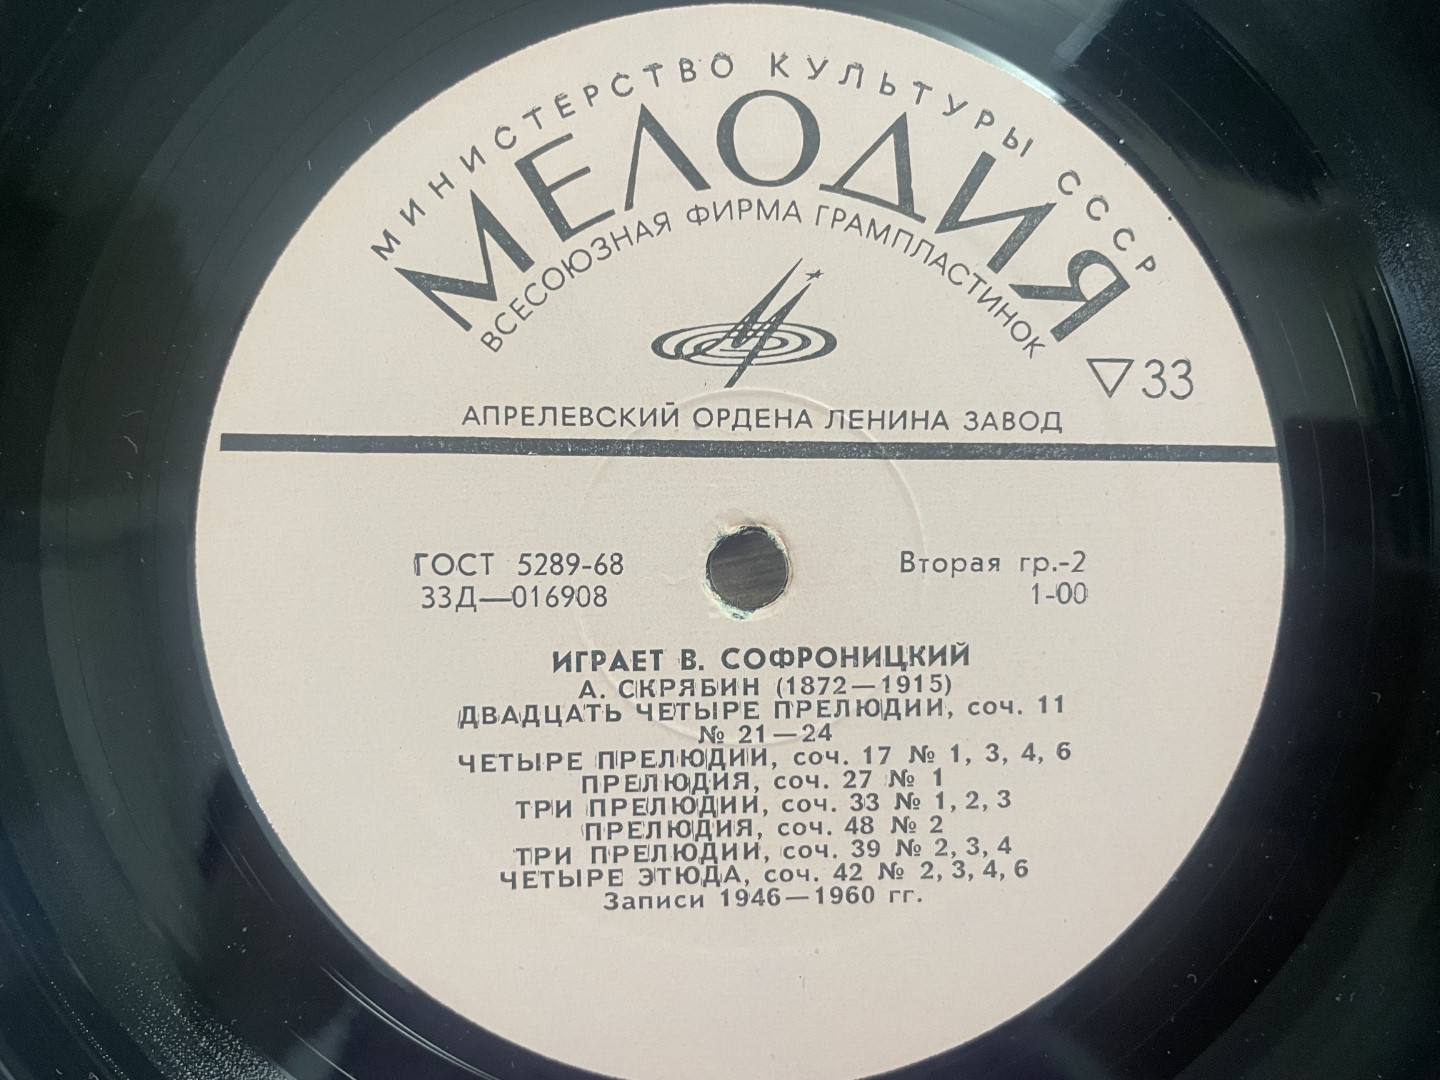 МИНИСТЕРСТВО КУЛЬТУРЫ СССР
МЕЛОДИЯ
ВСЕСОЮЗНАЯ ФИРМА ГРАМПЛАСТИНОК
▽33
АПРЕЛЕВСКИЙ ОРДЕНА ЛЕНИНА ЗАВОД
ГОСТ 5289-68
Вторая гр.-2
33Д—016908
1-00
ИГРАЕТ В. СОФРОНИЦКИЙ
А. СКРЯБИН (1872—1915)
ДВАДЦАТЬ ЧЕТЫРЕ ПРЕЛЮДИИ, соч. 11
№ 21—24
ЧЕТЫРЕ ПРЕЛЮДИИ, соч. 17 № 1, 3, 4, 6
ПРЕЛЮДИЯ, соч. 27 № 1
ТРИ ПРЕЛЮДИИ, соч. 33 № 1, 2, 3
ПРЕЛЮДИЯ, соч. 48 № 2
ТРИ ПРЕЛЮДИИ, соч. 39 № 2, 3, 4
ЧЕТЫРЕ ЭТЮДА, соч. 42 № 2, 3, 4, 6
Записи 1946—1960 гг.